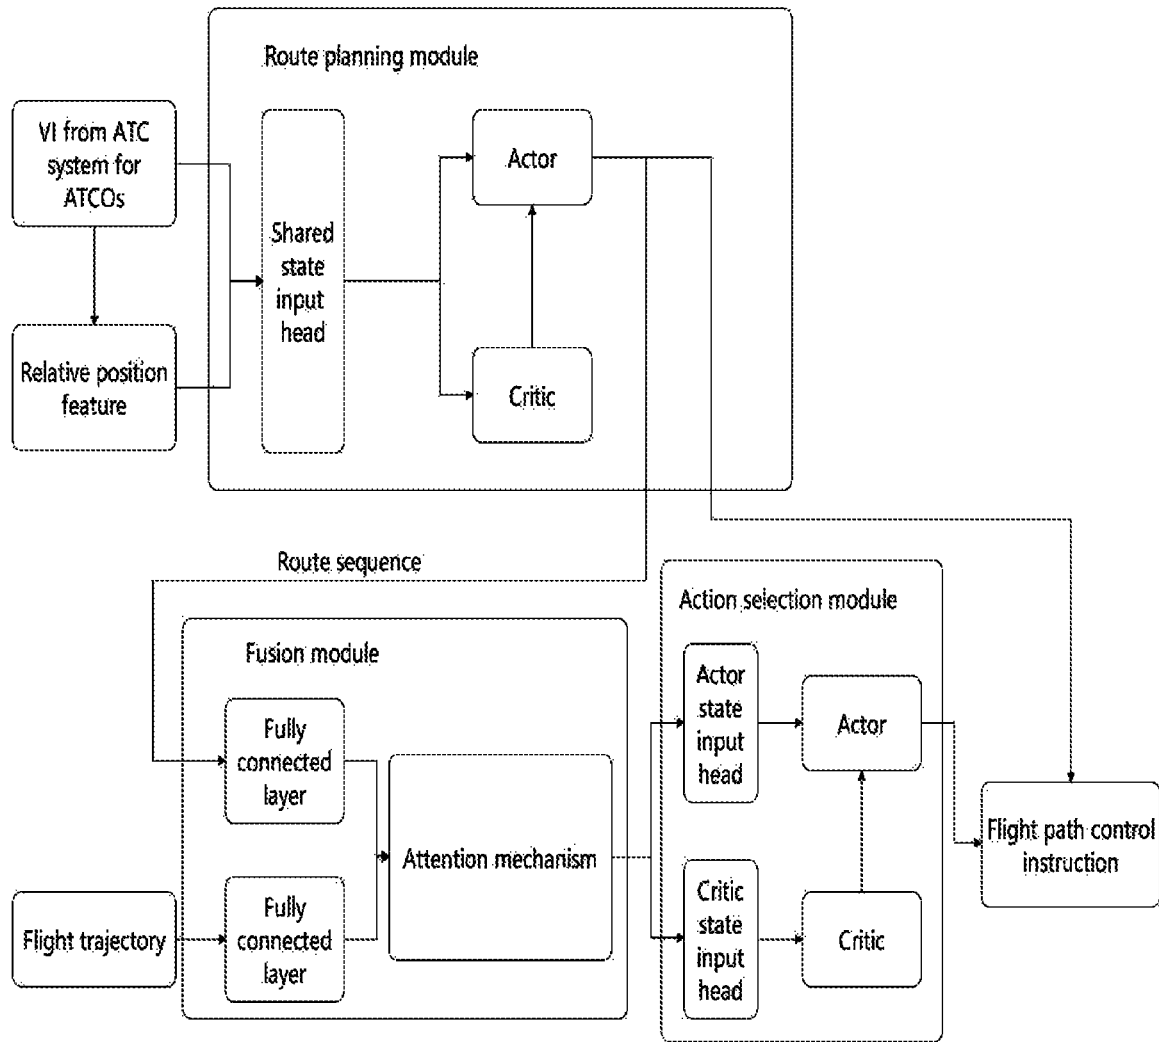 Route planning module
VI from ATC
system for
ATCOs
Actor
Shared
state
input
head
Relative position
feature
Critic
Route sequence
Action selection module
Fusion module
Fully
connected
layer
Actor
state
input
head
Actor
Attention mechanism
Flight path control
instruction
Flight trajectory
Fully
connected
layer
Critic
state
input
head
Critic